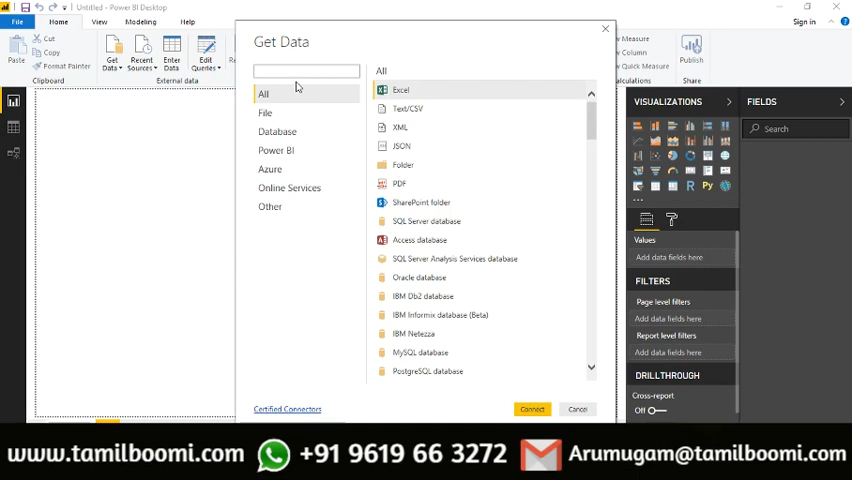 Untitled - Power BI Desktop
Sign in
File
Home
View
Modeling
Help
Paste
Cut
Copy
Format Painter
Clipboard
Get Data
Recent Sources
Enter Data
Edit Queries
External data
Measure
Column
Quick Measure
Calculations
Publish
Share
Get Data
All
File
Database
Power BI
Azure
Online Services
Other
All
Excel
Text/CSV
XML
JSON
Folder
PDF
SharePoint folder
SQL Server database
Access database
SQL Server Analysis Services database
Oracle database
IBM Db2 database
IBM Informix database (Beta)
IBM Netezza
MySQL database
PostgreSQL database
Certified Connectors
Connect
Cancel
VISUALIZATIONS
R
Py
Values
Add data fields here
FILTERS
Page level filters
Add data fields here
Report level filters
Add data fields here
DRILLTHROUGH
Cross-report
Off
FIELDS
Search
www.tamilboomi.com +91 9619 66 3272 Arumugam@tamilboomi.com